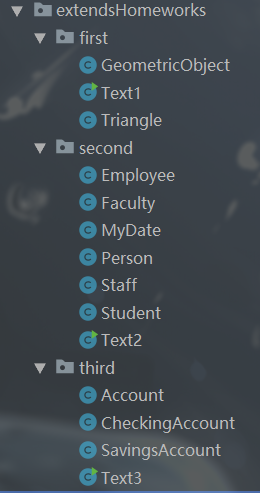 extendsHomeworks
first
GeometricObject
Text1
Triangle
second
Employee
Faculty
MyDate
Person
Staff
Student
Text2
third
Account
CheckingAccount
SavingsAccount
Text3